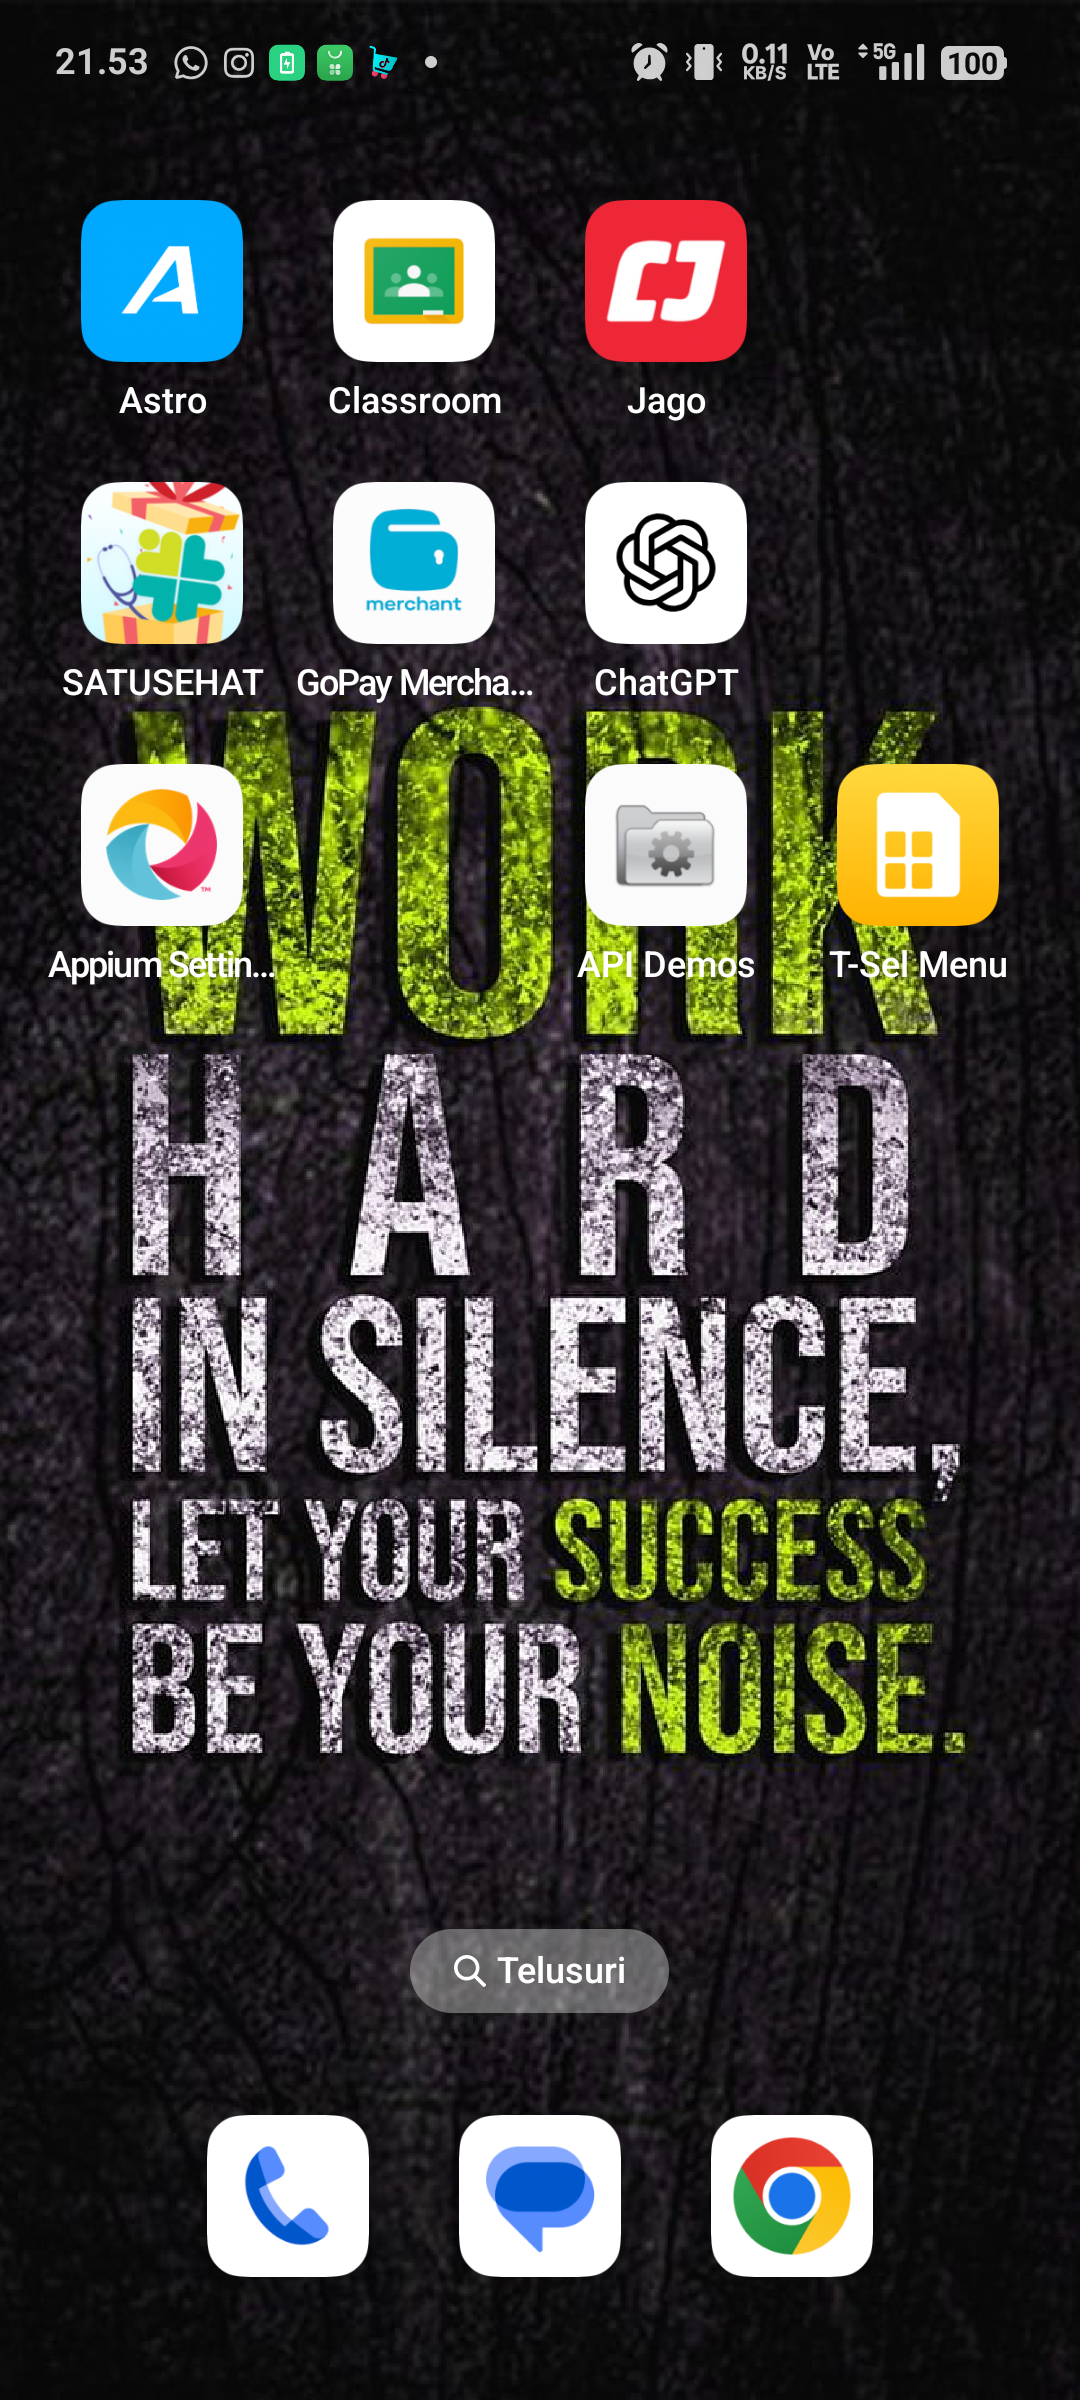 21.53
0.11 KB/S
Vo LTE
5G
100
Astro
Classroom
Jago
merchant
SATUSEHAT
GoPay Mercha...
ChatGPT
WORK
TM
Appium Settin...
API Demos
T-Sel Menu
HARD
IN SILENCE,
LET YOUR SUCCESS
BE YOUR NOISE.
Telusuri